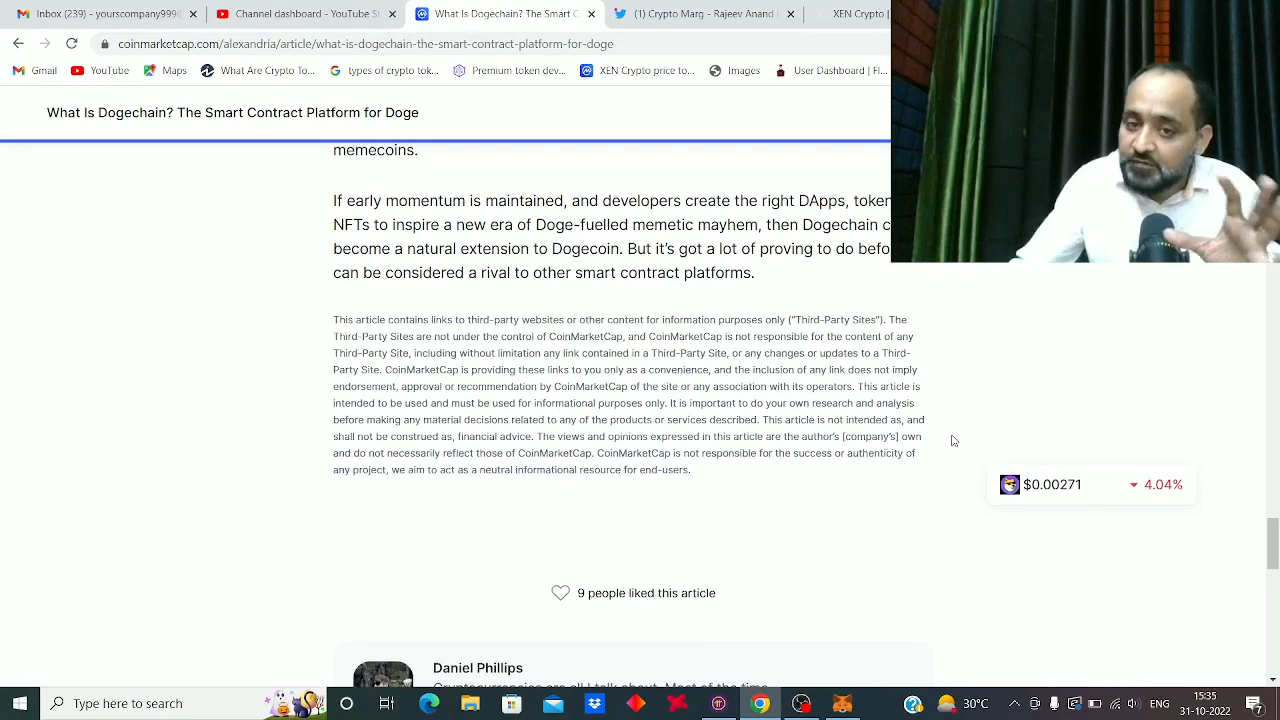 Inbox (239) - yourcompany999@
Channel dashboard - YouTube St
What Is Dogechain? The Smart C
Crypto Marg - Rajeev Anand (
XEN Crypto |
coinmarketcap.com/alexandria/article/what-is-dogechain-the-smart-contract-platform-for-doge
Gmail
YouTube
Maps
What Are Crypto To...
types of crypto tok...
Premium token dev...
XEN Crypto price to...
Images
User Dashboard | Fl...
What Is Dogechain? The Smart Contract Platform for Doge
memecoins.
If early momentum is maintained, and developers create the right DApps, token
NFTs to inspire a new era of Doge-fuelled memetic mayhem, then Dogechain c
become a natural extension to Dogecoin. But it's got a lot of proving to do befo
can be considered a rival to other smart contract platforms.
This article contains links to third-party websites or other content for information purposes only ("Third-Party Sites"). The
Third-Party Sites are not under the control of CoinMarketCap, and CoinMarketCap is not responsible for the content of any
Third-Party Site, including without limitation any link contained in a Third-Party Site, or any changes or updates to a Third-
Party Site. CoinMarketCap is providing these links to you only as a convenience, and the inclusion of any link does not imply
endorsement, approval or recommendation by CoinMarketCap of the site or any association with its operators. This article is
intended to be used and must be used for informational purposes only. It is important to do your own research and analysis
before making any material decisions related to any of the products or services described. This article is not intended as, and
shall not be construed as, financial advice. The views and opinions expressed in this article are the author's [company's] own
and do not necessarily reflect those of CoinMarketCap. CoinMarketCap is not responsible for the success or authenticity of
any project, we aim to act as a neutral informational resource for end-users.
$0.00271 4.04%
9 people liked this article
Daniel Phillips
Cryptocurrencies are all I talk about. Most of the time
Type here to search
30°C
15:35
31-10-2022